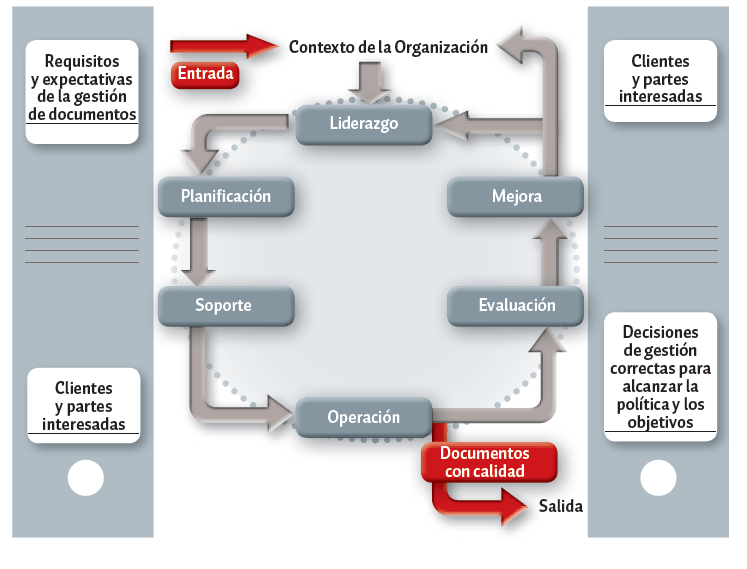 Requisitos
y expectativas
de la gestión
de documentos
Entrada
Contexto de la Organización
Clientes
y partes
interesadas
Liderazgo
Planificación
Mejora
Soporte
Evaluación
Clientes
y partes
interesadas
Operación
Decisiones
de gestión
correctas para
alcanzar la
política y los
objetivos
Documentos
con calidad
Salida